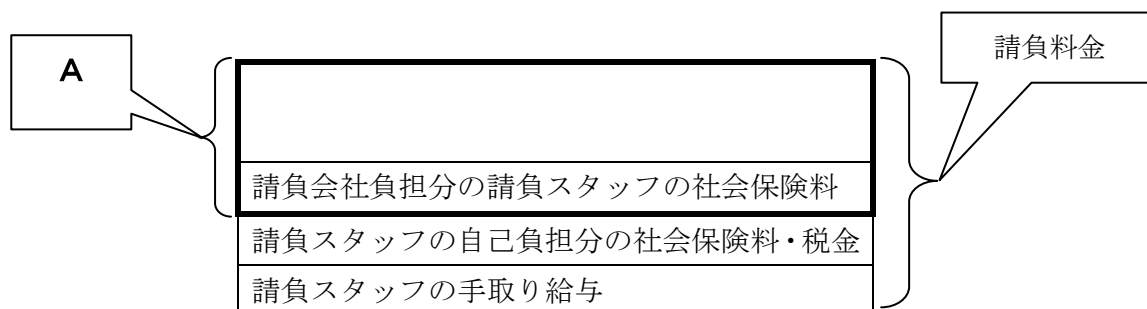 A
請負料金
請負会社負担分の請負スタッフの社会保険料
請負スタッフの自己負担分の社会保険料・税金
請負スタッフの手取り給与